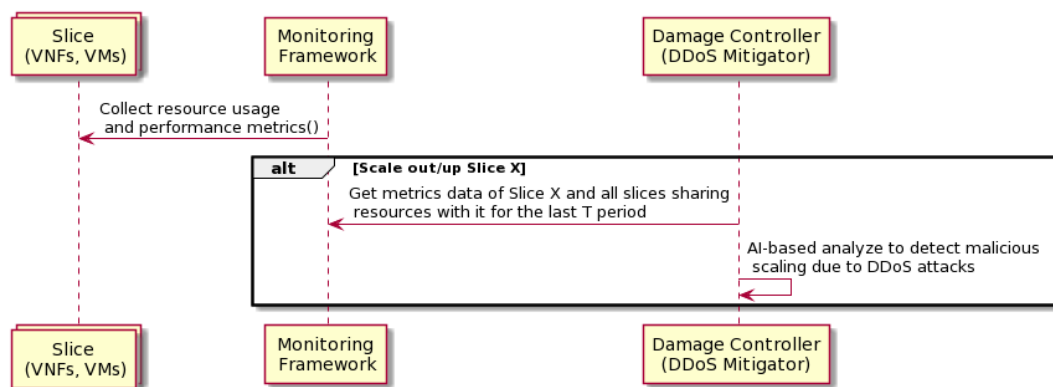 Slice
(VNFs, VMs)
Monitoring
Framework
Damage Controller
(DDoS Mitigator)
Collect resource usage
and performance metrics()
alt
[Scale out/up Slice X]
Get metrics data of Slice X and all slices sharing
resources with it for the last T period
AI-based analyze to detect malicious
scaling due to DDoS attacks
Slice
(VNFs, VMs)
Monitoring
Framework
Damage Controller
(DDoS Mitigator)